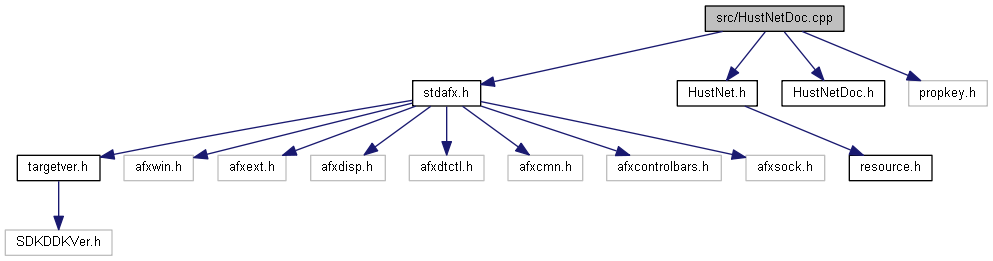 src/HustNetDoc.cpp
stdafx.h
HustNet.h
HustNetDoc.h
propkey.h
targetver.h
afxwin.h
afxext.h
afxdisp.h
afxdtctl.h
afxcmn.h
afxcontrolbars.h
afxsock.h
resource.h
SDKDDKVer.h